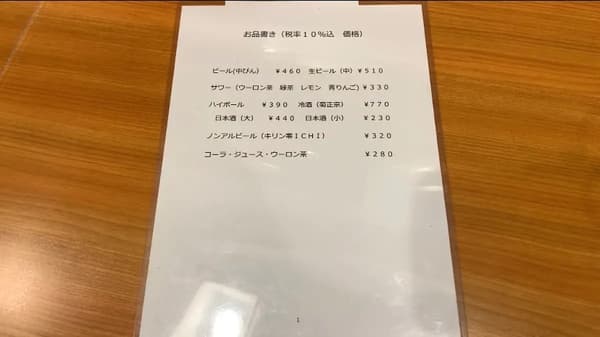 お品書き（税率１０％込　価格）
ビール(中びん)　￥４６０　生ビール（中）￥５１０
サワー（ウーロン茶　緑茶　レモン　青りんご）￥３３０
ハイボール　￥３９０　冷酒（菊正宗）　￥７７０
日本酒（大）　￥４４０　日本酒（小）　￥２３０
ノンアルビール（キリン零ＩＣＨＩ）　￥３２０
コーラ・ジュース・ウーロン茶　￥２８０
1